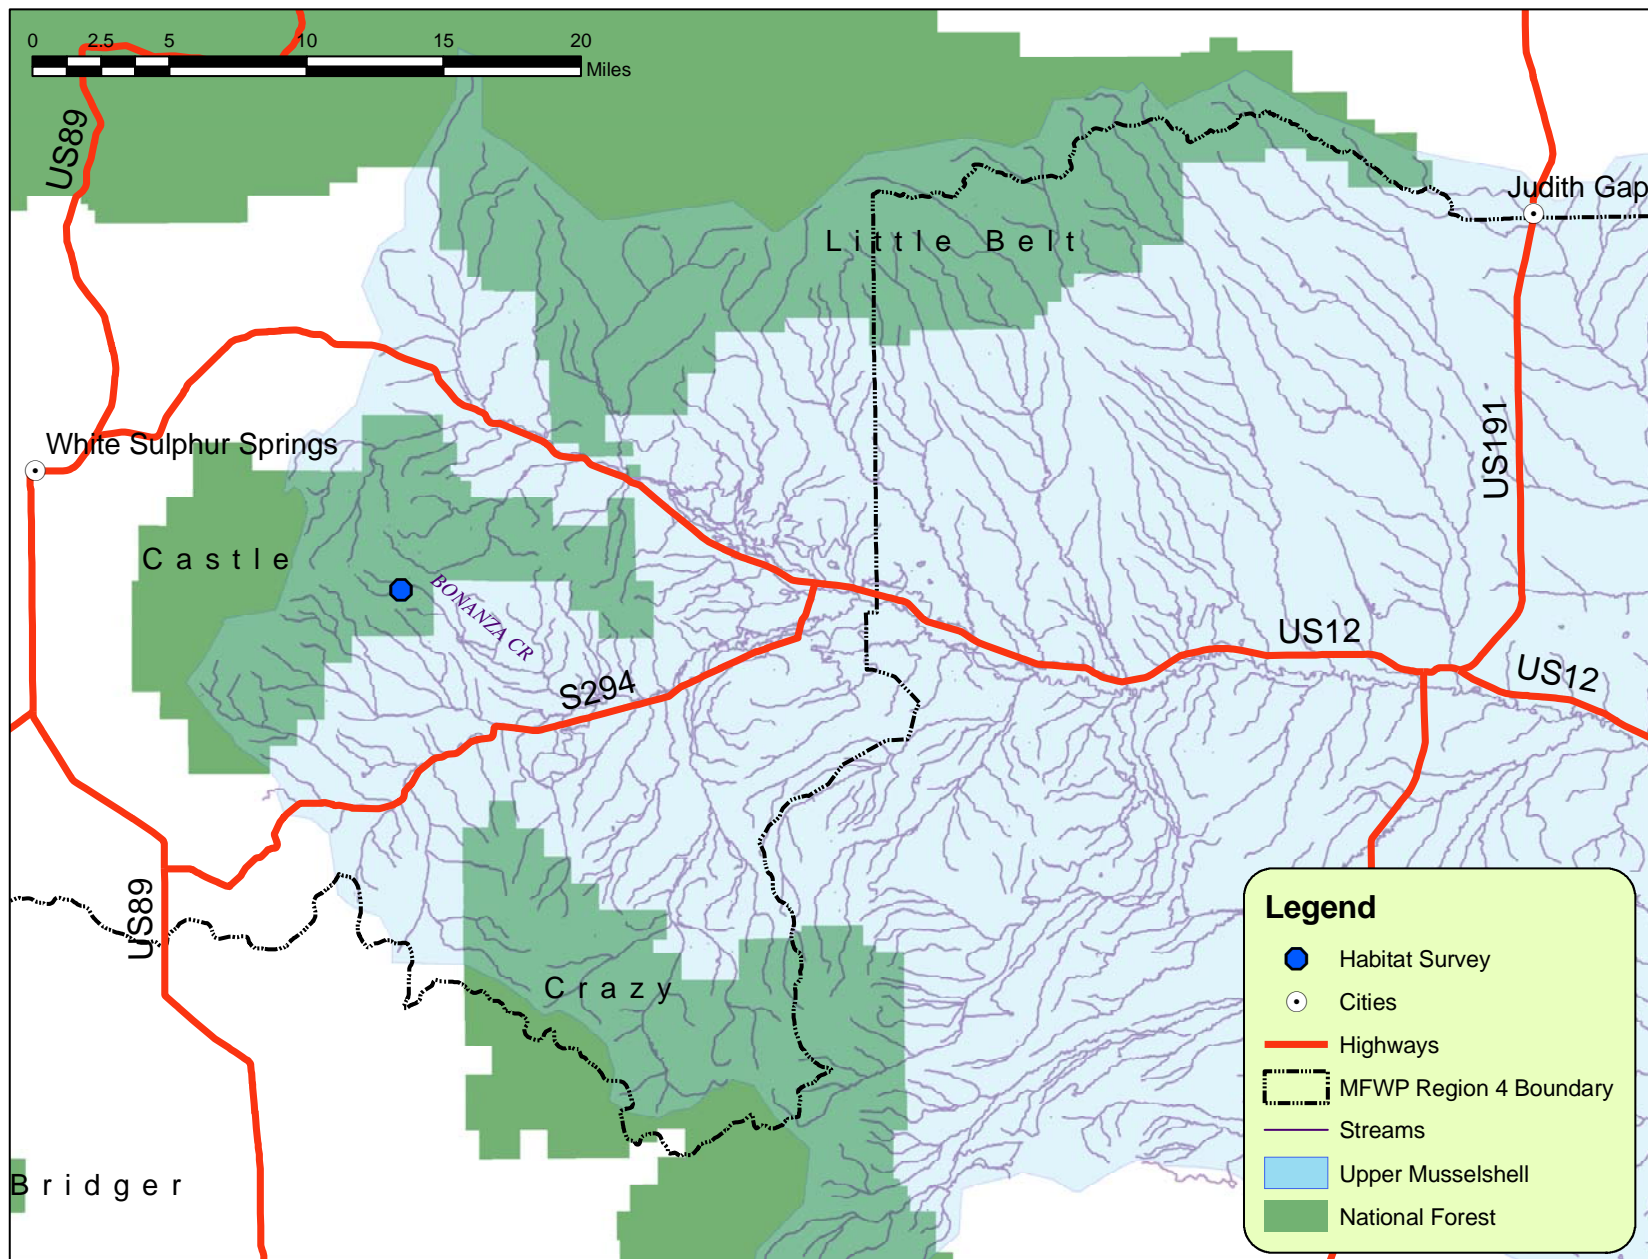 0 2.5 5 10 15 20
Miles
US89
Judith Gap
Little Belt
White Sulphur Springs
US191
Castle
BONANZA CR
US12
S294
US12
US89
Crazy
Bridger
Legend
Habitat Survey
Cities
Highways
MFWP Region 4 Boundary
Streams
Upper Musselshell
National Forest